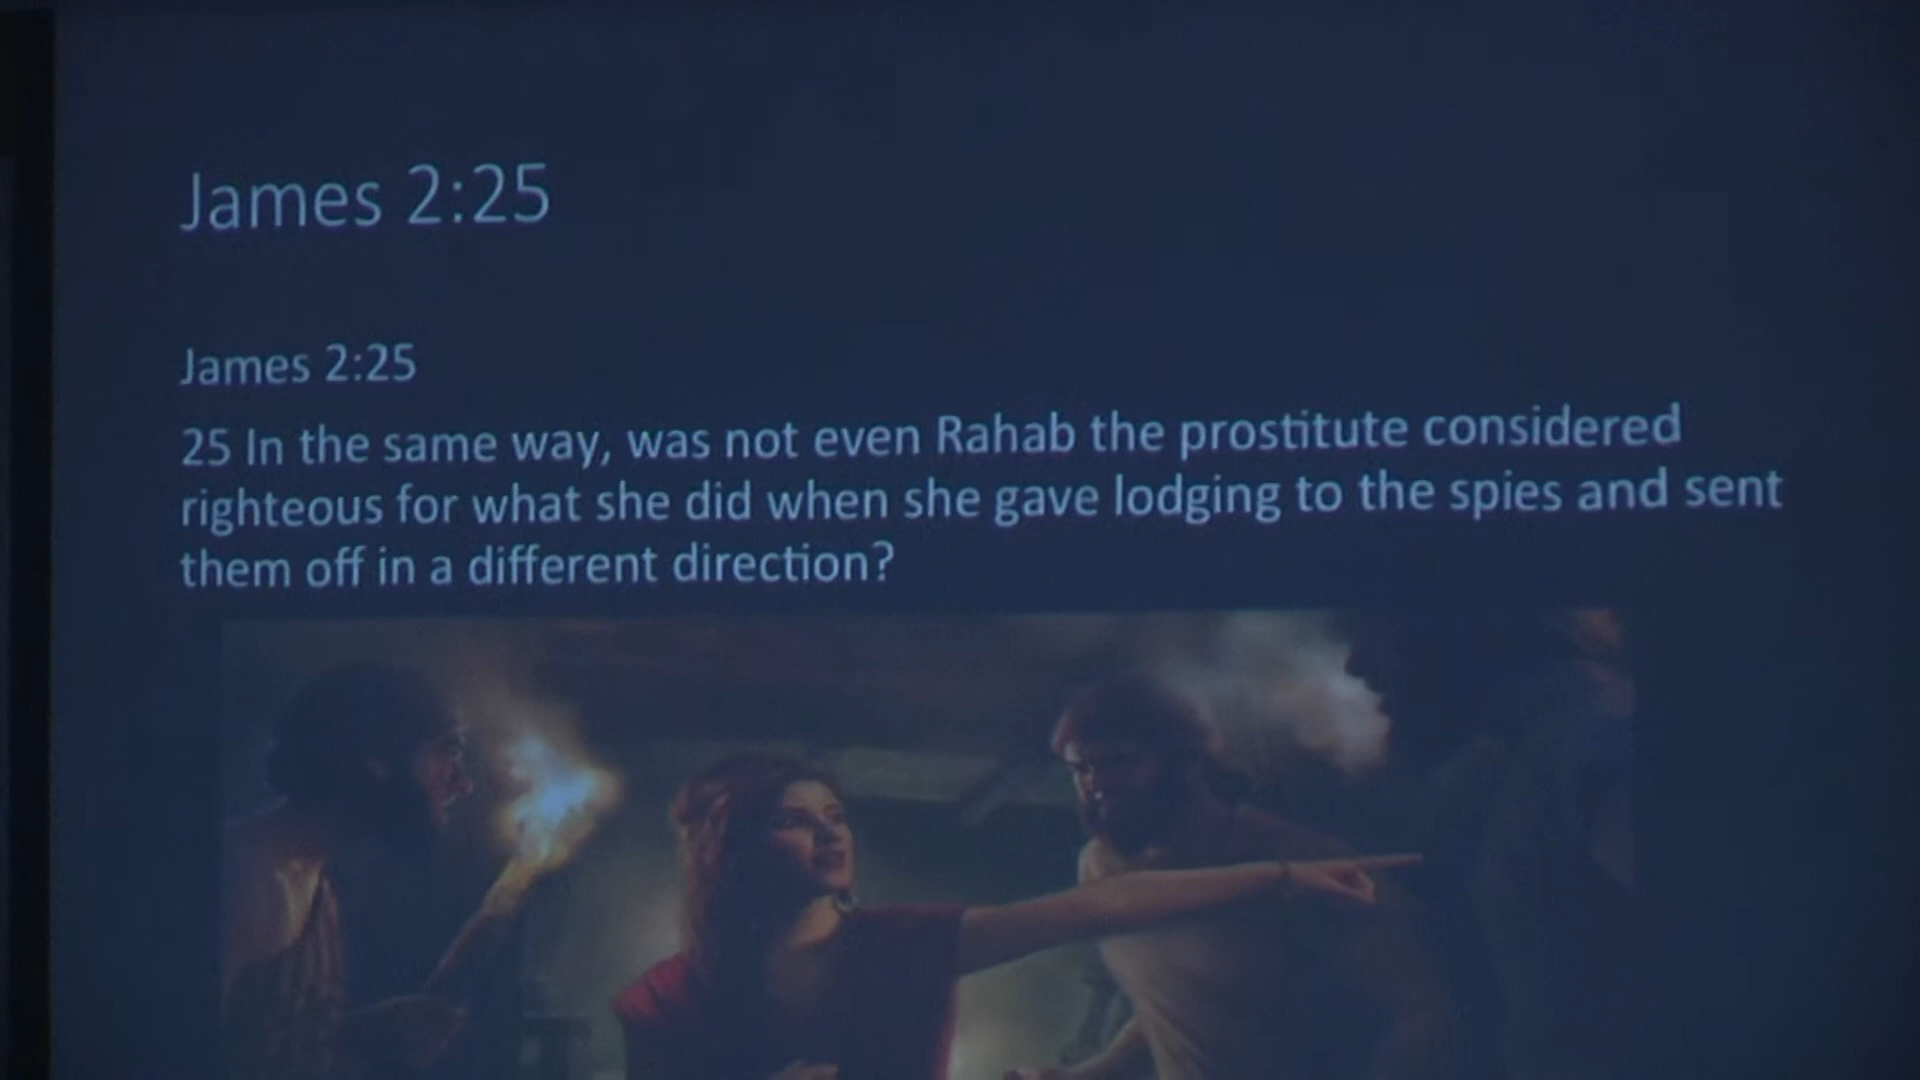 James 2:25
James 2:25
25 In the same way, was not even Rahab the prostitute considered
righteous for what she did when she gave lodging to the spies and sent
them off in a different direction?